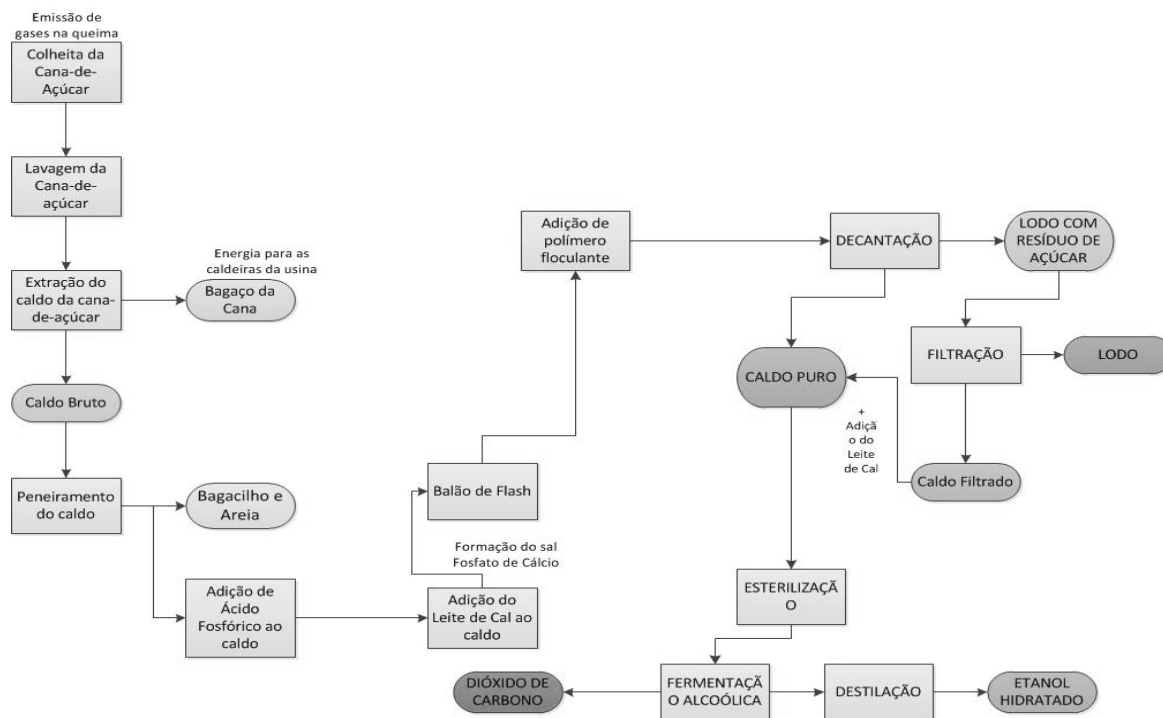 Emissão de
gases na queima
Colheita da
Cana-de-
Açúcar
Lavagem da
Cana-de-
açúcar
Extração do
caldo da cana-
de-açúcar
Energia para as
caldeiras da usina
Bagaço da
Cana
Caldo Bruto
Peneiramento
do caldo
Bagacilho e
Areia
Adição de
Ácido
Fosfórico ao
caldo
Formação do sal
Fosfato de Cálcio
Adição do
Leite de Cal ao
caldo
Balão de Flash
Adição de
polímero
floculante
DECANTAÇÃO
LODO COM
RESÍDUO DE
AÇÚCAR
FILTRAÇÃO
LODO
Caldo Filtrado
+
Adiçã
o do
Leite
de Cal
CALDO PURO
ESTERILIZAÇÃ
O
FERMENTAÇÃ
O ALCOÓLICA
DIÓXIDO DE
CARBONO
DESTILAÇÃO
ETANOL
HIDRATADO